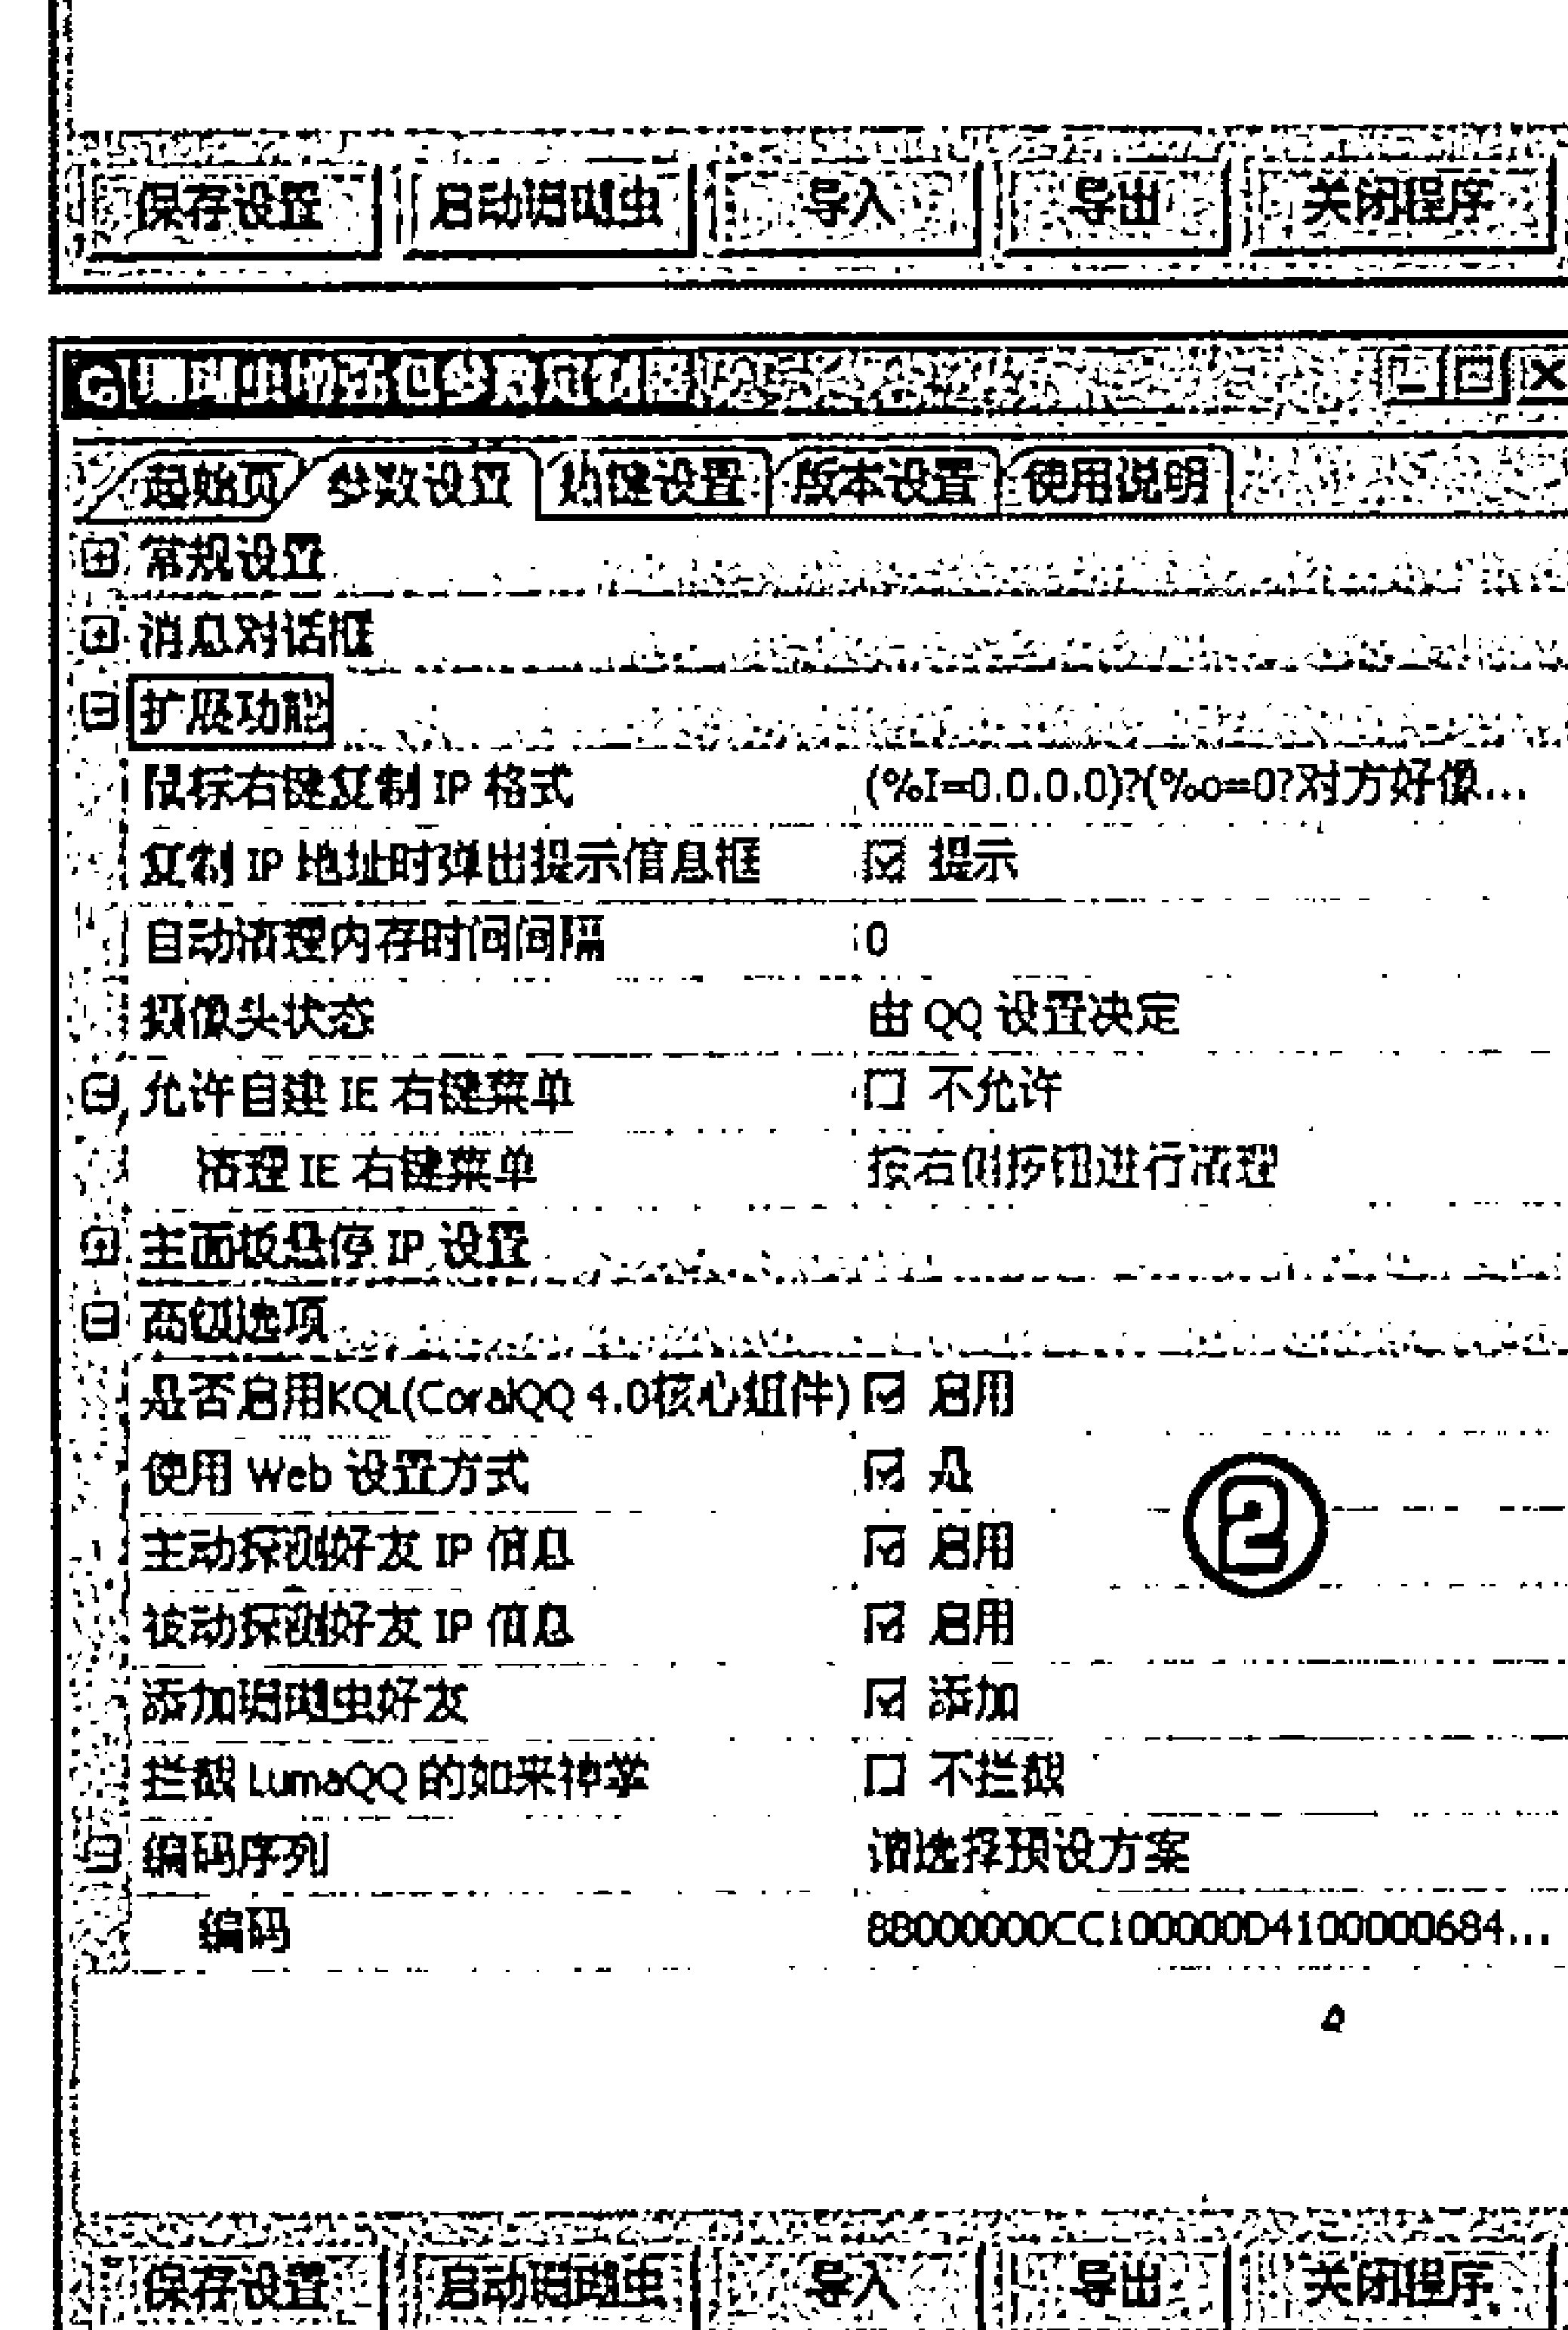 保存设置 启动珊瑚虫 导入 导出 关闭程序
珊瑚虫增强包参数定制器
起始页 参数设置 热键设置 版本设置 使用说明
常规设置
消息对话框
扩展功能
鼠标右键复制 IP 格式 (%I=0.0.0.0)?(%o=0?对方好像...
复制 IP 地址时弹出提示信息框 提示
自动清理内存时间间隔 0
摄像头状态 由 QQ 设置决定
允许自建 IE 右键菜单 不允许
清理 IE 右键菜单 按右侧按钮进行清理
主面板悬停 IP 设置
高级选项
是否启用KQL(CoralQQ 4.0核心组件) 启用
使用 Web 设置方式 是
②
主动探测好友 IP 信息 启用
被动探测好友 IP 信息 启用
添加珊瑚虫好友 添加
拦截 LumaQQ 的如来神掌 不拦截
编码序列 请选择预设方案
编码 88000000CC100000D4100000684...
保存设置 启动珊瑚虫 导入 导出 关闭程序